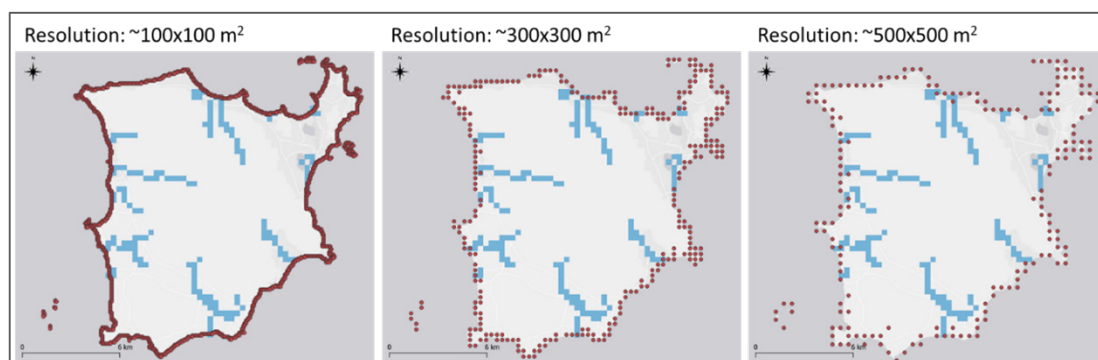 Resolution: ~100x100 m²
Resolution: ~300x300 m²
Resolution: ~500x500 m²
N
N
N
0
6 km
0
6 km
0
6 km